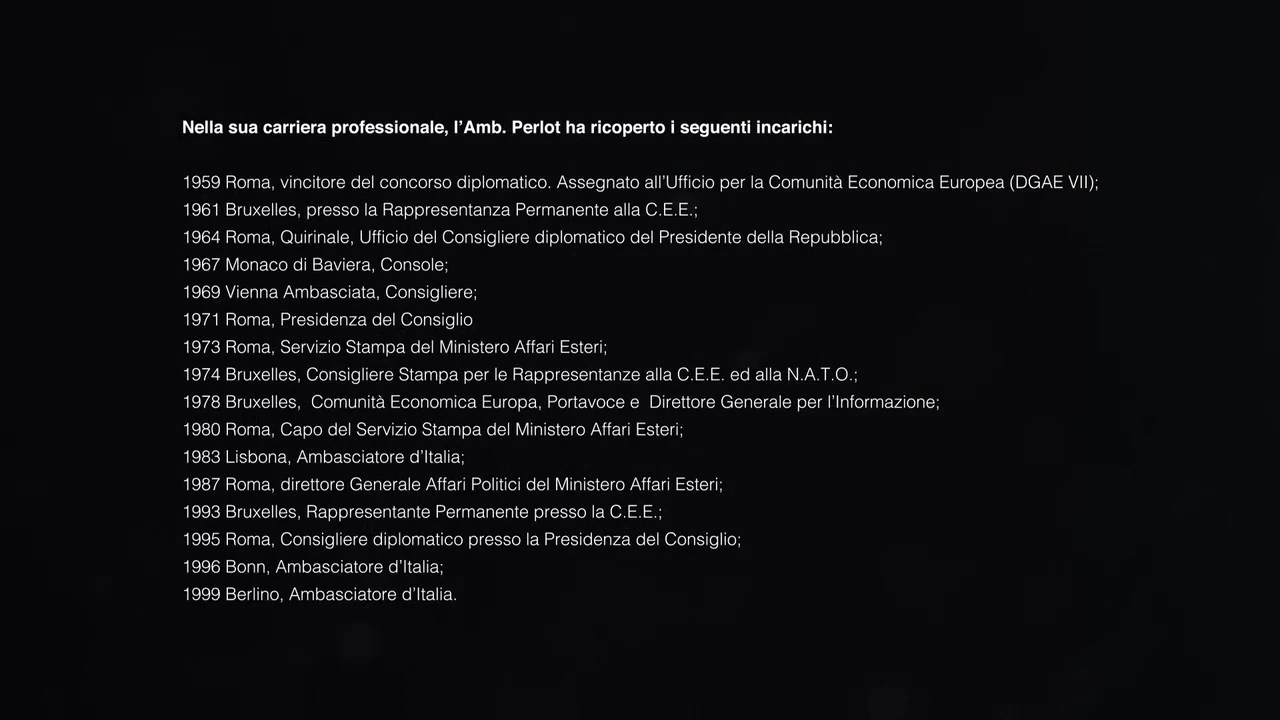 Nella sua carriera professionale, l’Amb. Perlot ha ricoperto i seguenti incarichi:
1959 Roma, vincitore del concorso diplomatico. Assegnato all’Ufficio per la Comunità Economica Europea (DGAE VII);
1961 Bruxelles, presso la Rappresentanza Permanente alla C.E.E.;
1964 Roma, Quirinale, Ufficio del Consigliere diplomatico del Presidente della Repubblica;
1967 Monaco di Baviera, Console;
1969 Vienna Ambasciata, Consigliere;
1971 Roma, Presidenza del Consiglio
1973 Roma, Servizio Stampa del Ministero Affari Esteri;
1974 Bruxelles, Consigliere Stampa per le Rappresentanze alla C.E.E. ed alla N.A.T.O.;
1978 Bruxelles,  Comunità Economica Europa, Portavoce e  Direttore Generale per l’Informazione;
1980 Roma, Capo del Servizio Stampa del Ministero Affari Esteri;
1983 Lisbona, Ambasciatore d’Italia;
1987 Roma, direttore Generale Affari Politici del Ministero Affari Esteri;
1993 Bruxelles, Rappresentante Permanente presso la C.E.E.;
1995 Roma, Consigliere diplomatico presso la Presidenza del Consiglio;
1996 Bonn, Ambasciatore d’Italia;
1999 Berlino, Ambasciatore d’Italia.